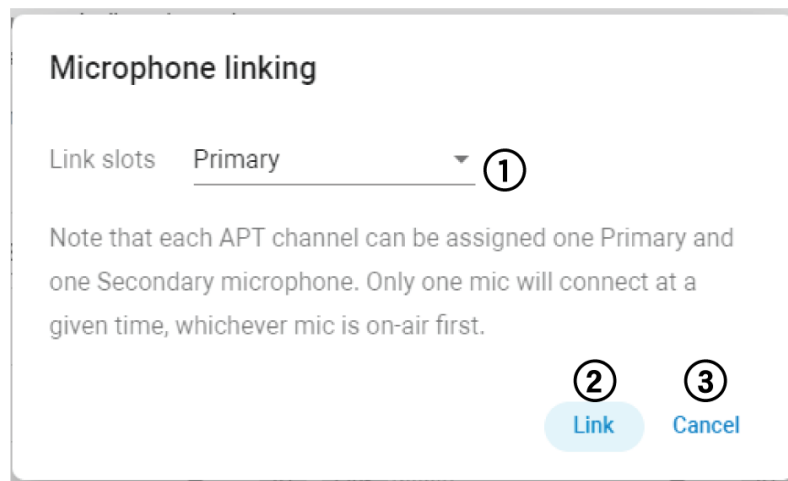 Microphone linking
Link slots Primary ①
Note that each APT channel can be assigned one Primary and
one Secondary microphone. Only one mic will connect at a
given time, whichever mic is on-air first.
② ③
Link Cancel